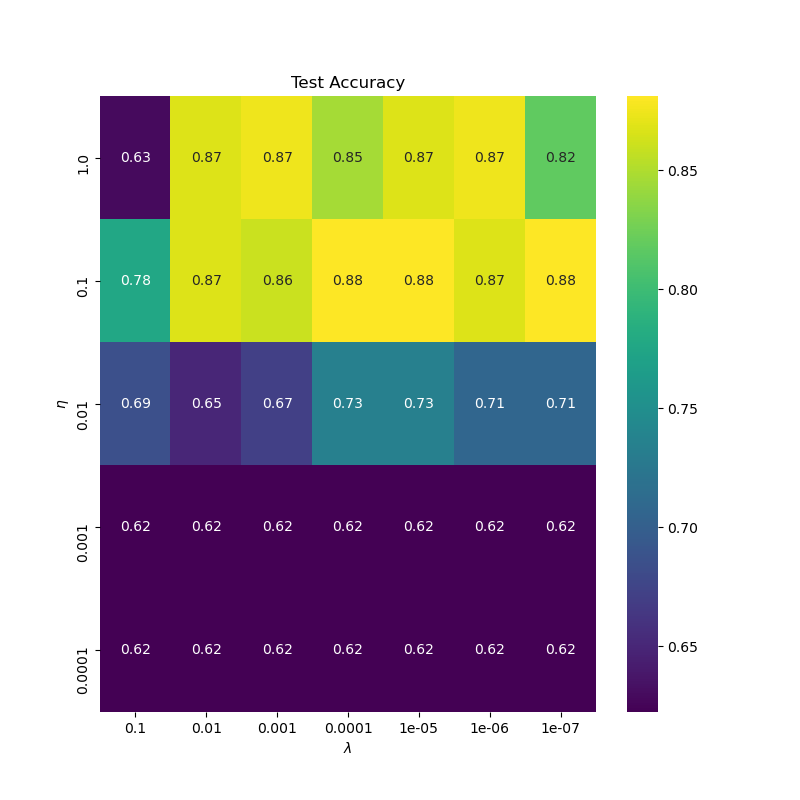 Test Accuracy
1.0 0.63 0.87 0.87 0.85 0.87 0.87 0.82
0.1 0.78 0.87 0.86 0.88 0.88 0.87 0.88
0.01 0.69 0.65 0.67 0.73 0.73 0.71 0.71
0.001 0.62 0.62 0.62 0.62 0.62 0.62 0.62
0.0001 0.62 0.62 0.62 0.62 0.62 0.62 0.62
η
0.1 0.01 0.001 0.0001 1e-05 1e-06 1e-07
λ
0.85
0.80
0.75
0.70
0.65